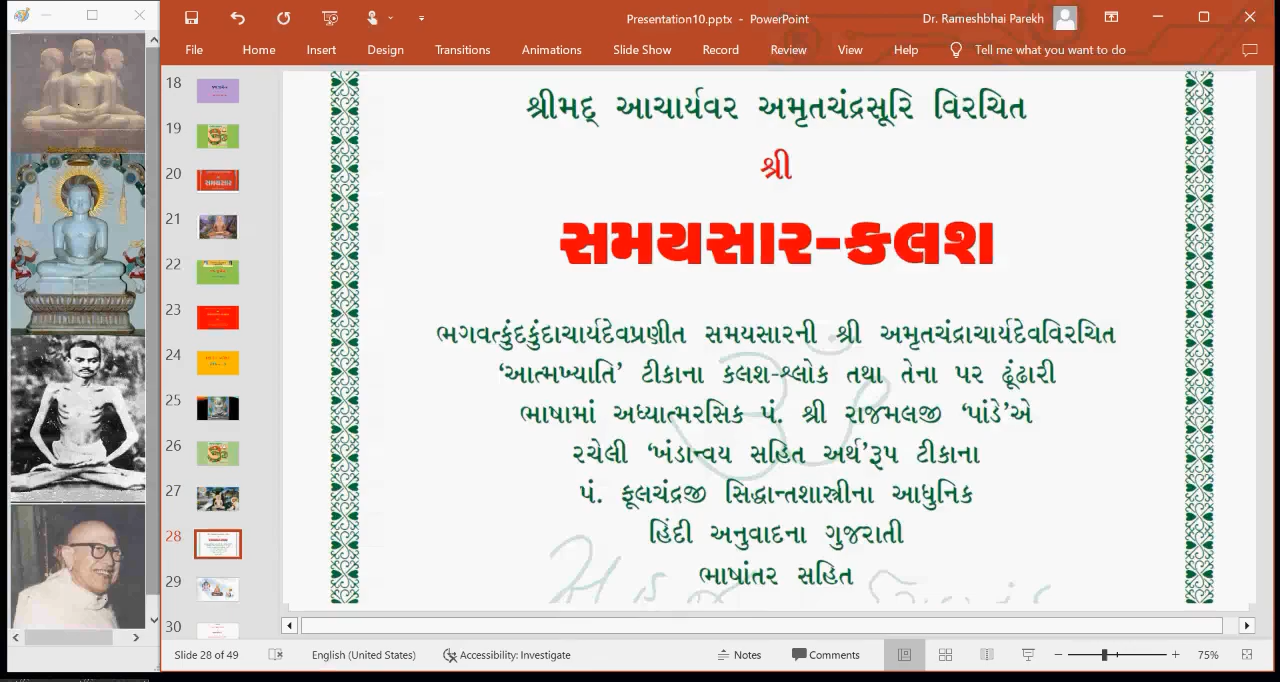 Presentation10.pptx - PowerPoint
Dr. Rameshbhai Parekh
File Home Insert Design Transitions Animations Slide Show Record Review View Help Tell me what you want to do
18
19
20
21
22
23
24
25
26
27
28
29
30
શ્રીમદ્ આચાર્યવર અમૃતચંદ્રસૂરિ વિરચિત
શ્રી
સમયસાર-કલશ
ભગવત્કુંદકુંદાચાર્યદેવપ્રણીત સમયસારની શ્રી અમૃતચંદ્રાચાર્યદેવવિરચિત
‘આત્મખ્યાતિ’ ટીકાના કલશ-શ્લોક તથા તેના પર ઢૂંઢારી
ભાષામાં અધ્યાત્મરસિક પં. શ્રી રાજમલજી ‘પાંડે’એ
રચેલી ‘ખંડાન્વય સહિત અર્થ’રૂપ ટીકાના
પં. ફૂલચંદ્રજી સિદ્ધાન્તશાસ્ત્રીના આધુનિક
હિંદી અનુવાદના ગુજરાતી
ભાષાંતર સહિત
Slide 28 of 49 English (United States) Accessibility: Investigate Notes Comments 75%